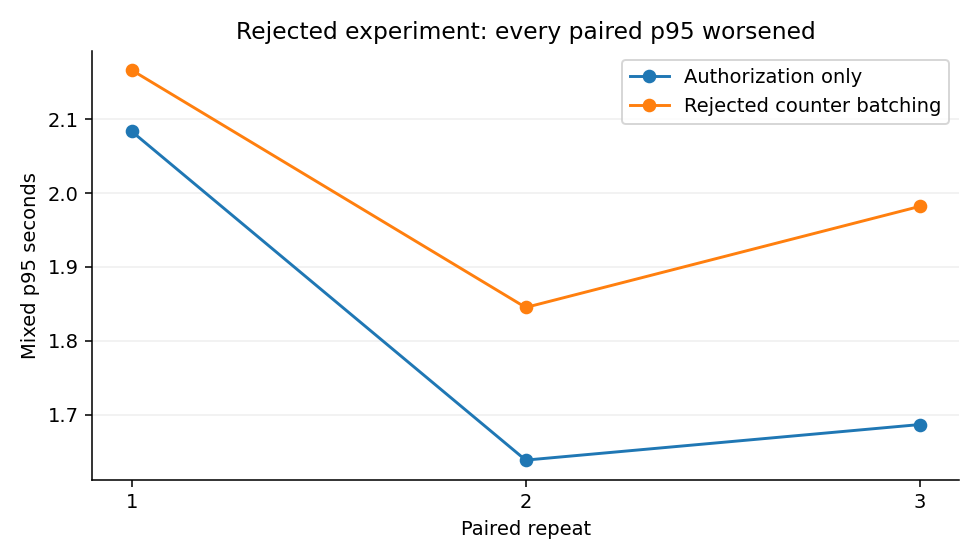 Rejected experiment: every paired p95 worsened
Authorization only
Rejected counter batching
Mixed p95 seconds
2.1
2.0
1.9
1.8
1.7
1
2
3
Paired repeat